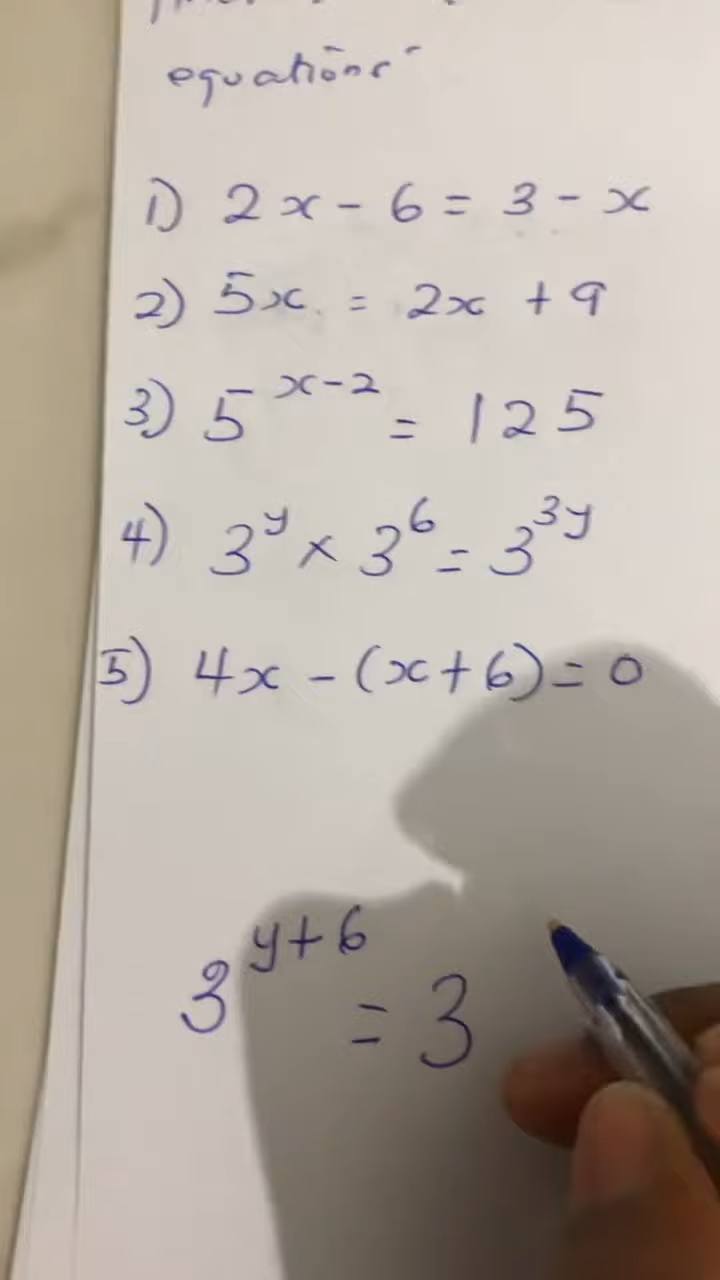 equations
1) 2x - 6 = 3 - x
2) 5x = 2x + 9
3) 5^{x-2} = 125
4) 3^y × 3^6 = 3^{3y}
5) 4x - (x + 6) = 0
3^{y+6} = 3